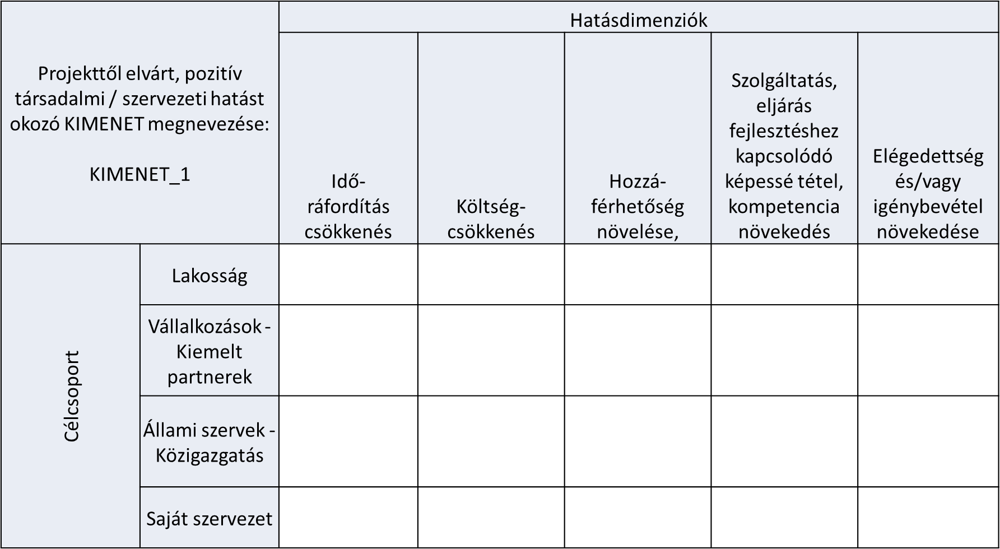 Projekttől elvárt, pozitív
társadalmi / szervezeti hatást
okozó KIMENET megnevezése:
KIMENET_1
Hatásdimenziók
Idő-
ráfordítás
csökkenés
Költség-
csökkenés
Hozzá-
férhetőség
növelése,
Szolgáltatás,
eljárás
fejlesztéshez
kapcsolódó
képessé tétel,
kompetencia
növekedés
Elégedettség
és/vagy
igénybevétel
növekedése
Célcsoport
Lakosság
Vállalkozások -
Kiemelt
partnerek
Állami szervek -
Közigazgatás
Saját szervezet